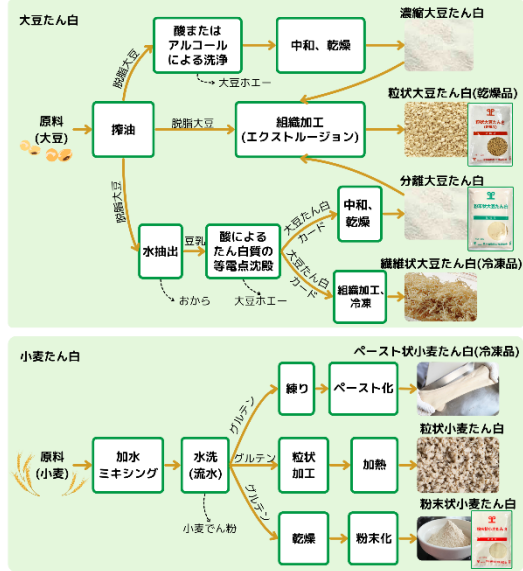 大豆たん白
濃縮大豆たん白
酸または
アルコール
による洗浄
中和、乾燥
脱脂大豆
大豆ホエー
粒状大豆たん白(乾燥品)
原料
(大豆)
搾油
脱脂大豆
組織加工
(エクストルージョン)
分離大豆たん白
脱脂大豆
大豆たん白
カード
中和、
乾燥
水抽出
豆乳
酸による
たん白質の
等電点沈殿
大豆たん白
カード
繊維状大豆たん白(冷凍品)
組織加工、
冷凍
おから
大豆ホエー
小麦たん白
ペースト状小麦たん白(冷凍品)
練り
ペースト化
グルテン
粒状小麦たん白
原料
(小麦)
加水
ミキシング
水洗
(流水)
グルテン
粒状
加工
加熱
グルテン
小麦でん粉
粉末状小麦たん白
乾燥
粉末化